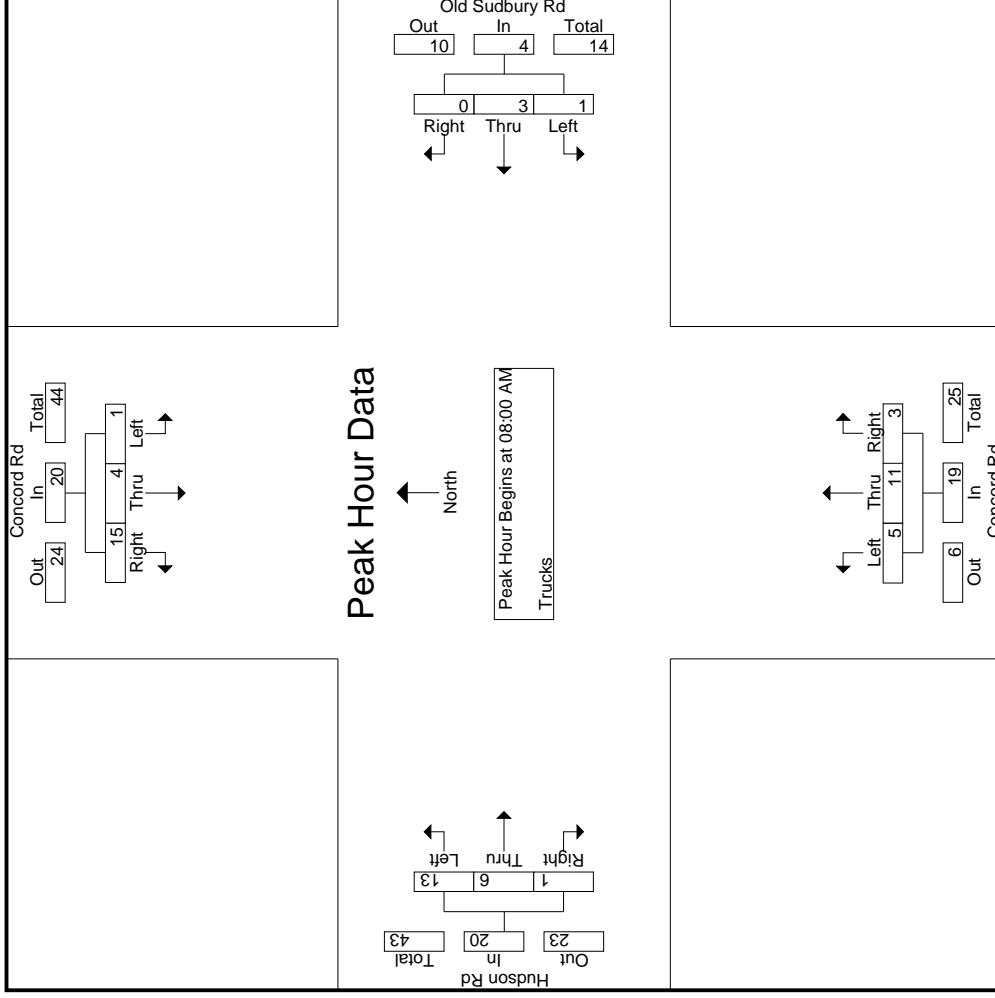 Old Sudbury Rd
Out In Total
10 4 14
0 3 1
Right Thru Left
Concord Rd
Out In Total
24 20 44
15 4 1
Right Thru Left
Peak Hour Data
North
Peak Hour Begins at 08:00 AM
Trucks
Left Thru Right
5 11 3
6 19 25
Out In Total
Concord Rd
Hudson Rd
Out In Total
23 20 43
1 6 13
Right Thru Left